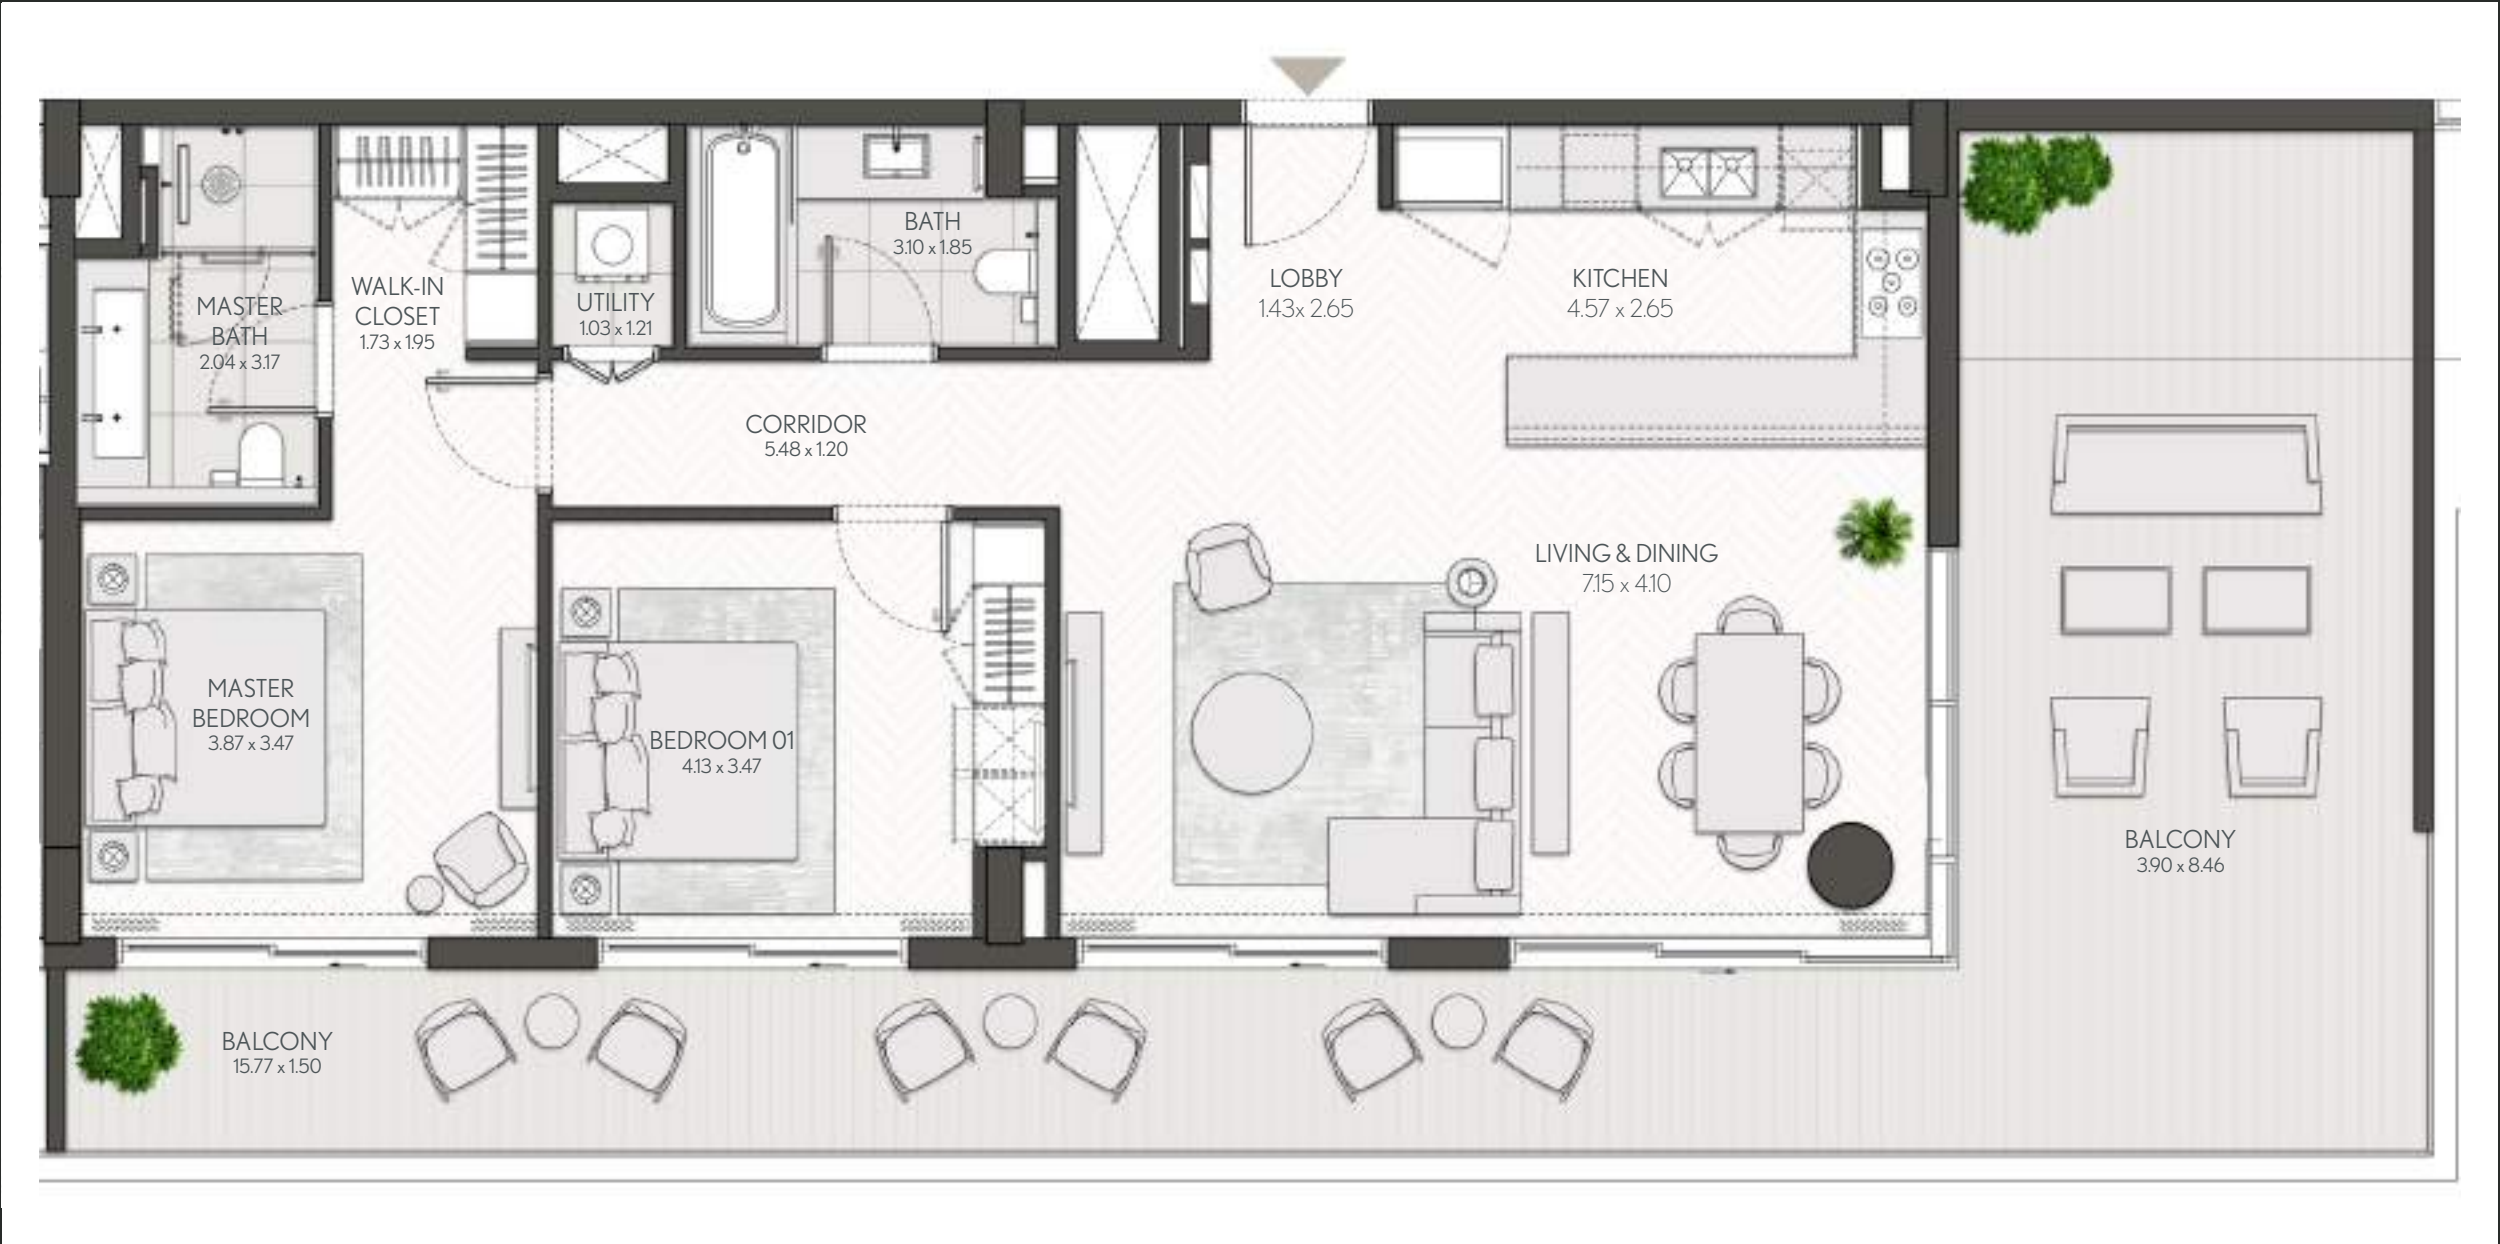 MASTER
BATH
2.04 x 3.17
WALK-IN
CLOSET
1.73 x 1.95
UTILITY
1.03 x 1.21
BATH
3.10 x 1.85
LOBBY
1.43x 2.65
KITCHEN
4.57 x 2.65
CORRIDOR
5.48 x 1.20
LIVING & DINING
7.15 x 4.10
MASTER
BEDROOM
3.87 x 3.47
BEDROOM 01
4.13 x 3.47
BALCONY
3.90 x 8.46
BALCONY
15.77 x 1.50